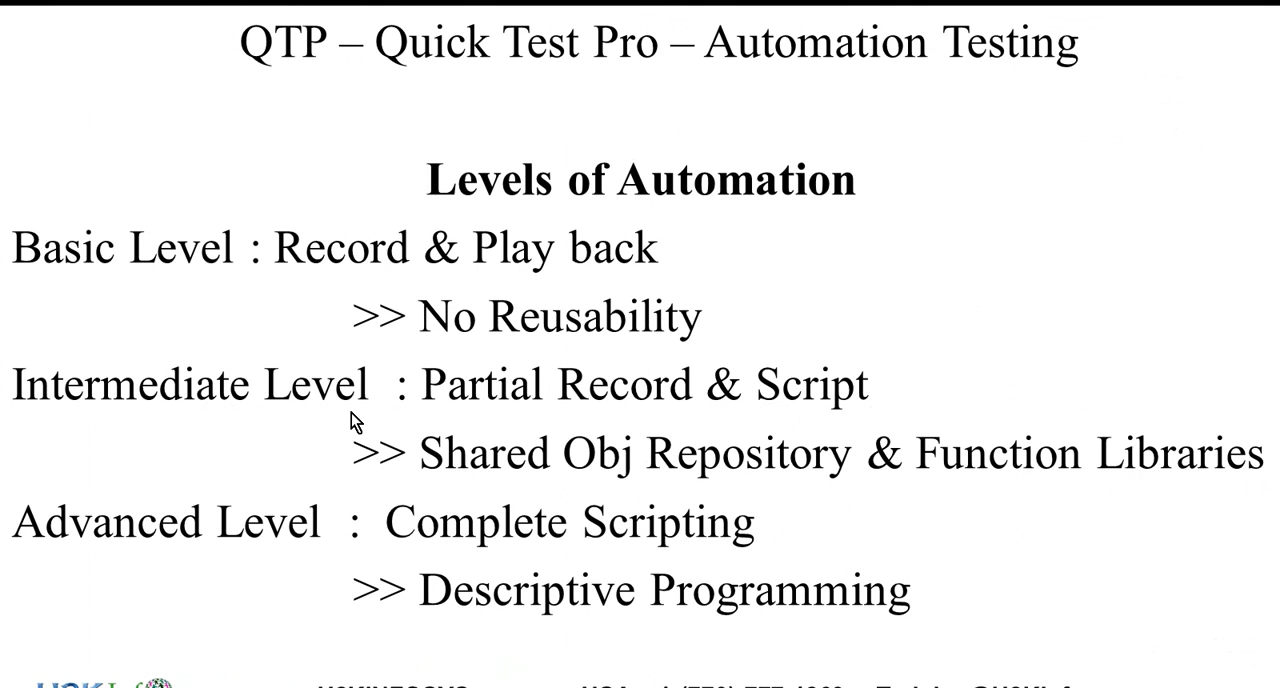 QTP – Quick Test Pro – Automation Testing
Levels of Automation
Basic Level : Record & Play back
>> No Reusability
Intermediate Level : Partial Record & Script
>> Shared Obj Repository & Function Libraries
Advanced Level : Complete Scripting
>> Descriptive Programming